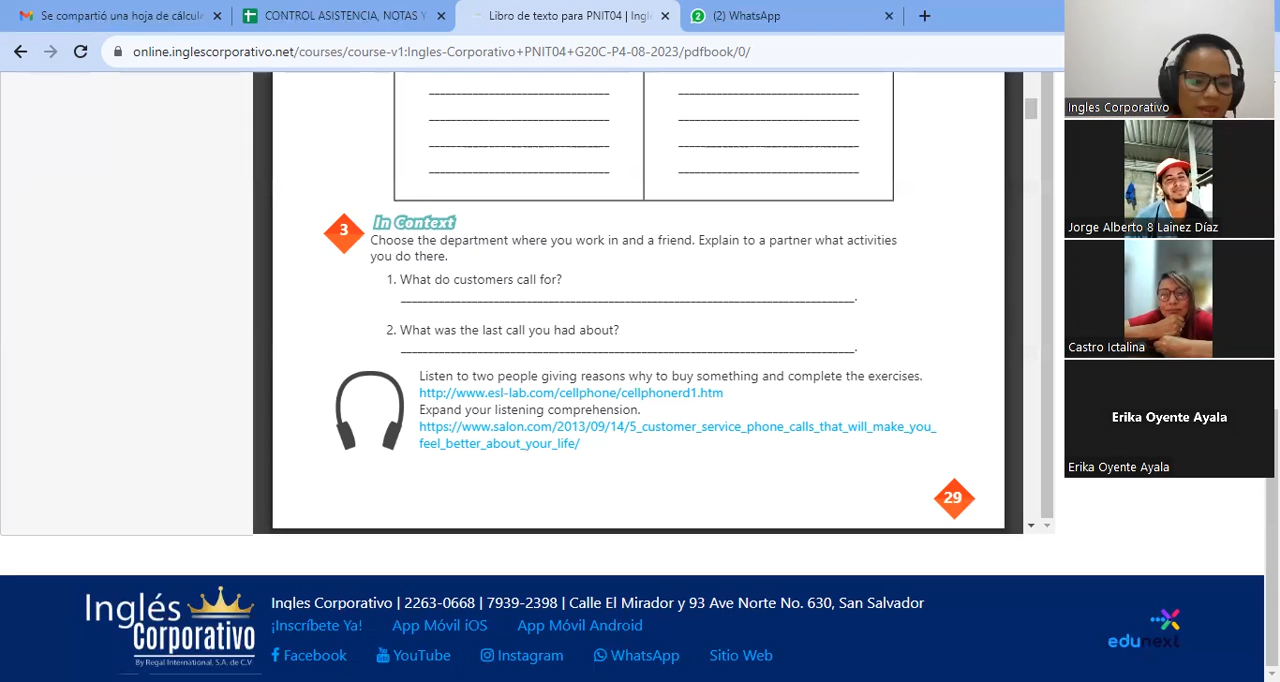 Se compartió una hoja de cálculo
CONTROL ASISTENCIA, NOTAS Y
Libro de texto para PNIT04 | Ingl
2
(2) WhatsApp
online.inglescorporativo.net/courses/course-v1:Ingles-Corporativo+PNIT04+G20C-P4-08-2023/pdfbook/0/
3
In Context
Choose the department where you work in and a friend. Explain to a partner what activities
you do there.
1. What do customers call for?
2. What was the last call you had about?
Listen to two people giving reasons why to buy something and complete the exercises.
http://www.esl-lab.com/cellphone/cellphonerd1.htm
Expand your listening comprehension.
https://www.salon.com/2013/09/14/5_customer_service_phone_calls_that_will_make_you_
feel_better_about_your_life/
29
Ingles Corporativo
Jorge Alberto 8 Lainez Díaz
Castro Ictalina
Erika Oyente Ayala
Erika Oyente Ayala
Inglés
Corporativo
By Regal International, S.A. de C.V
Ingles Corporativo | 2263-0668 | 7939-2398 | Calle El Mirador y 93 Ave Norte No. 630, San Salvador
¡Inscríbete Ya! App Móvil iOS App Móvil Android
Facebook YouTube Instagram WhatsApp Sitio Web
edunext